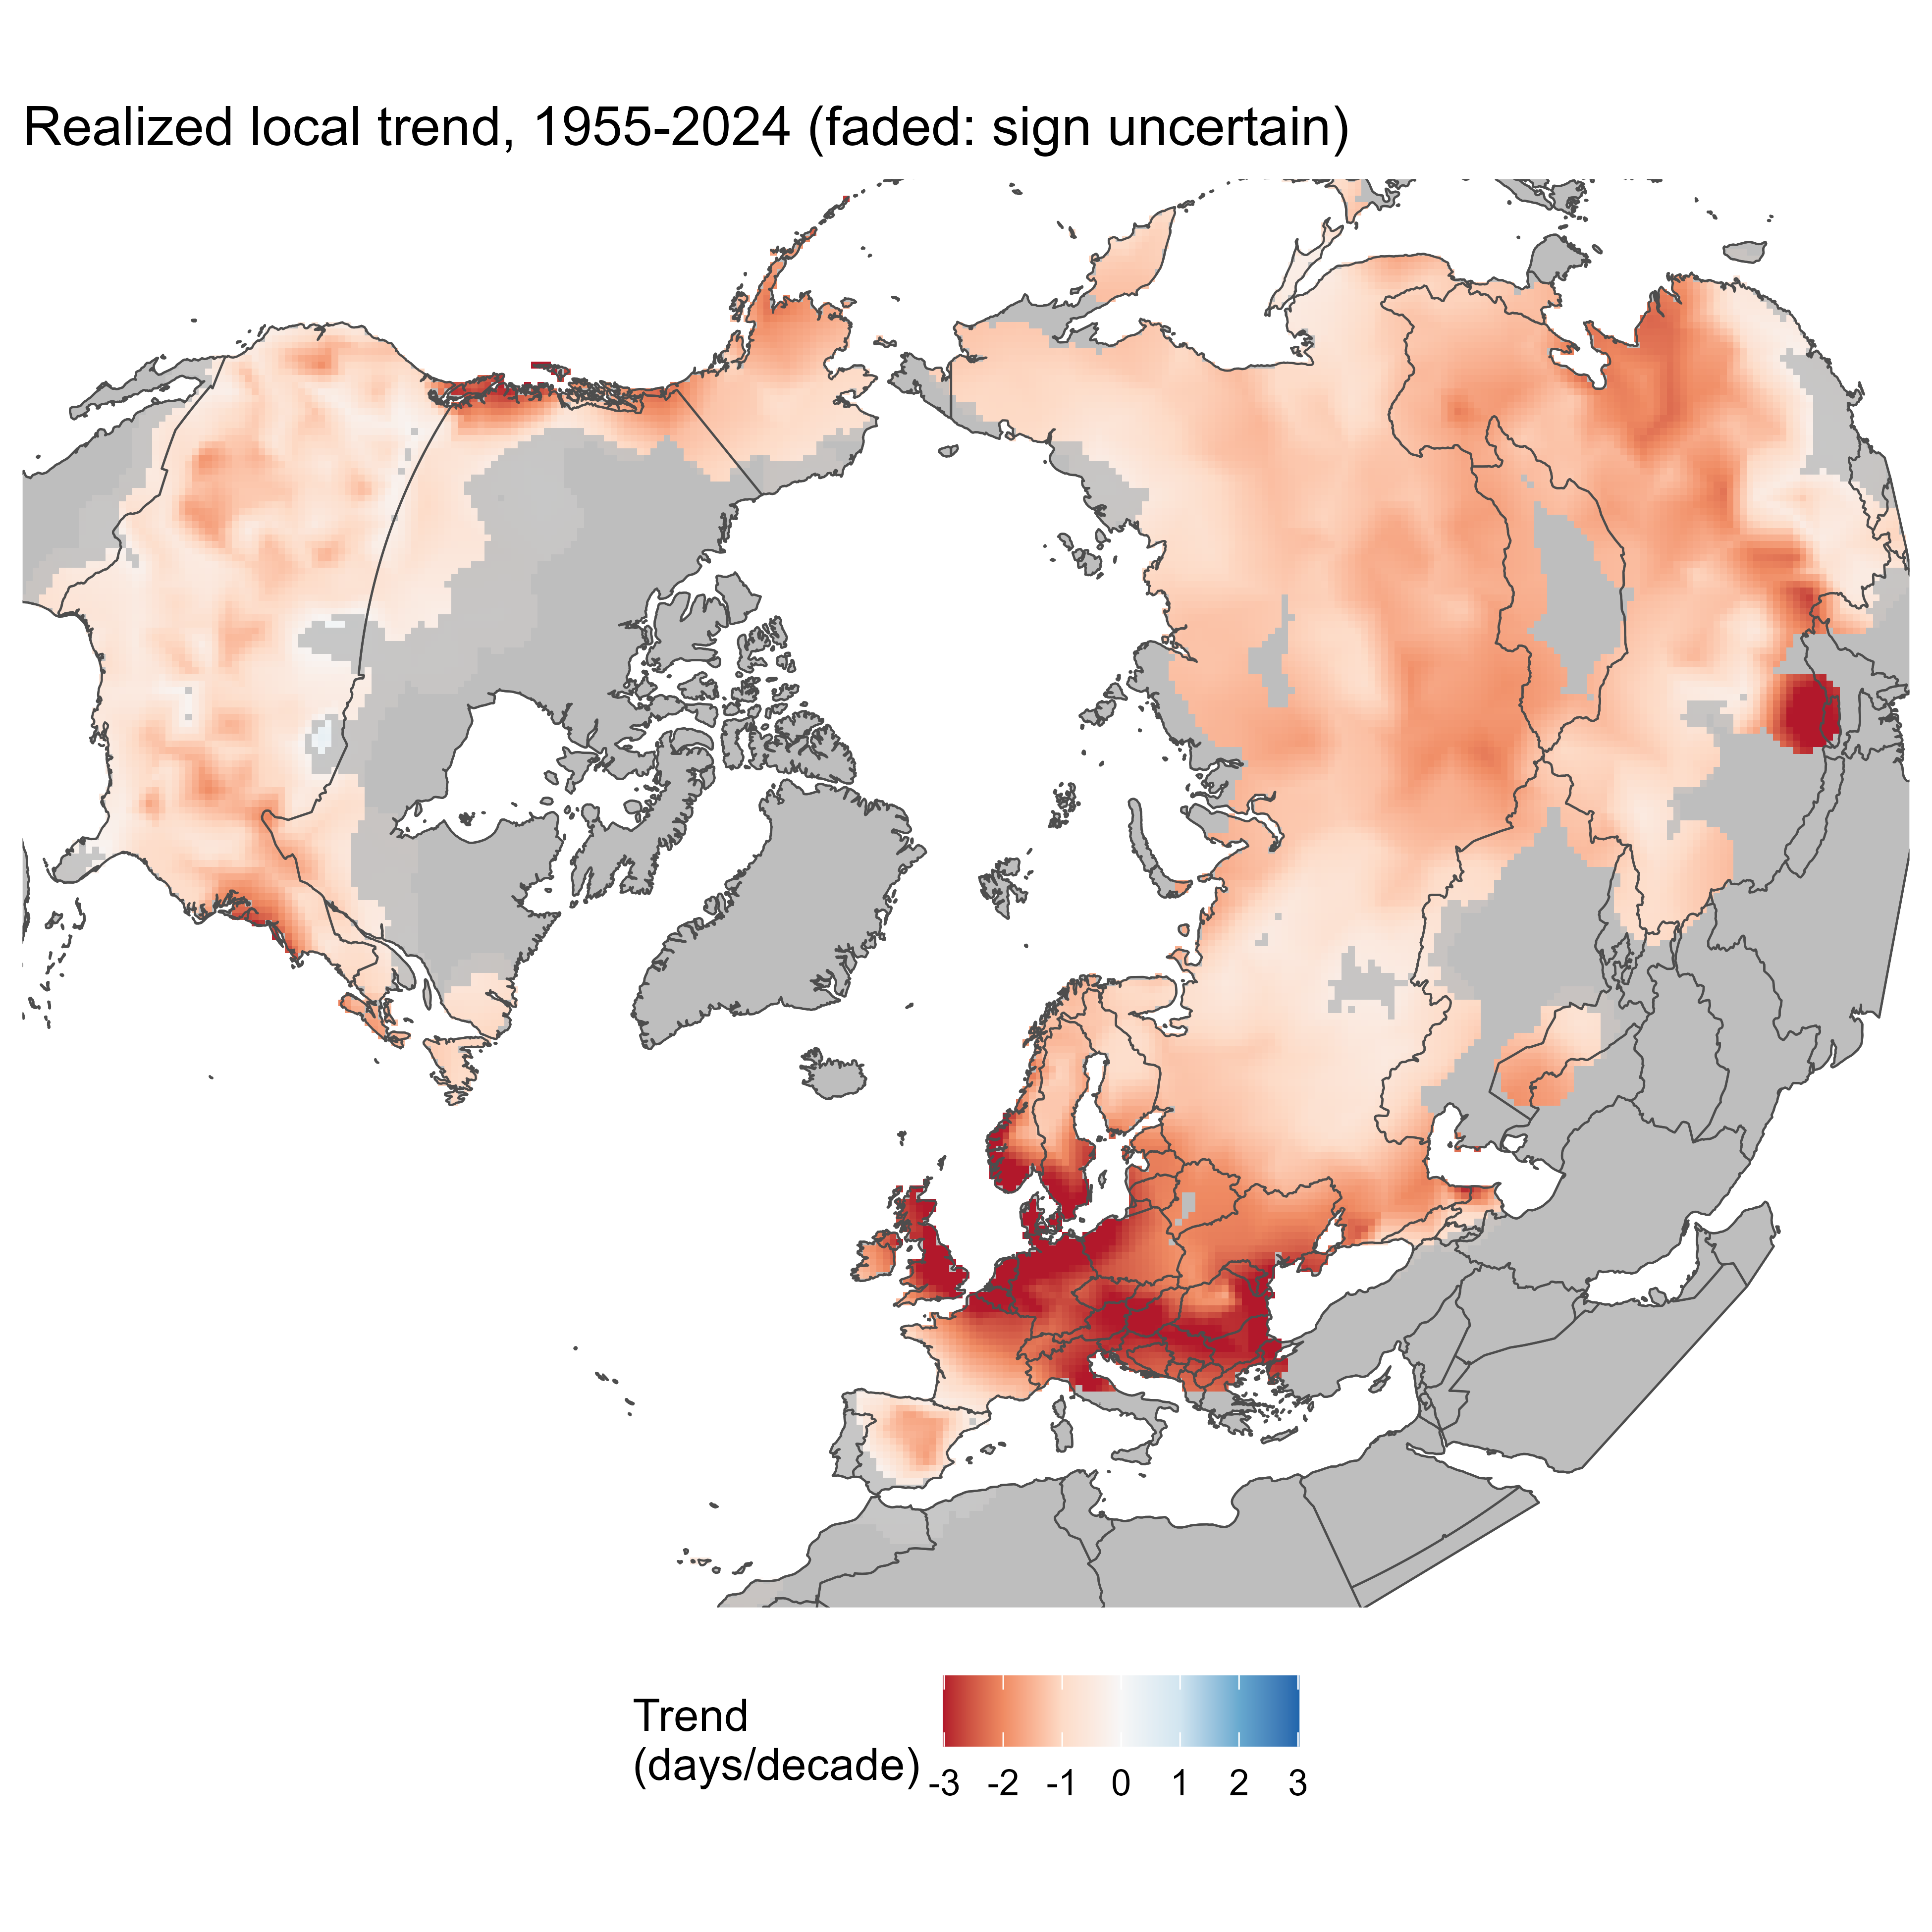 Realized local trend, 1955-2024 (faded: sign uncertain)
Trend
(days/decade)
-3 -2 -1 0 1 2 3